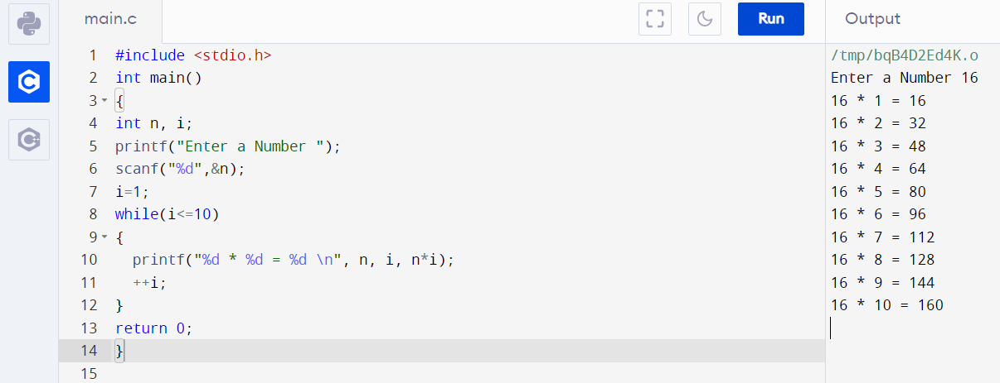 main.c
Run
Output
1 #include <stdio.h>
2 int main()
3 {
4 int n, i;
5 printf("Enter a Number ");
6 scanf("%d",&n);
7 i=1;
8 while(i<=10)
9 {
10 printf("%d * %d = %d \n", n, i, n*i);
11 ++i;
12 }
13 return 0;
14 }
15
/tmp/bqB4D2Ed4K.o
Enter a Number 16
16 * 1 = 16
16 * 2 = 32
16 * 3 = 48
16 * 4 = 64
16 * 5 = 80
16 * 6 = 96
16 * 7 = 112
16 * 8 = 128
16 * 9 = 144
16 * 10 = 160